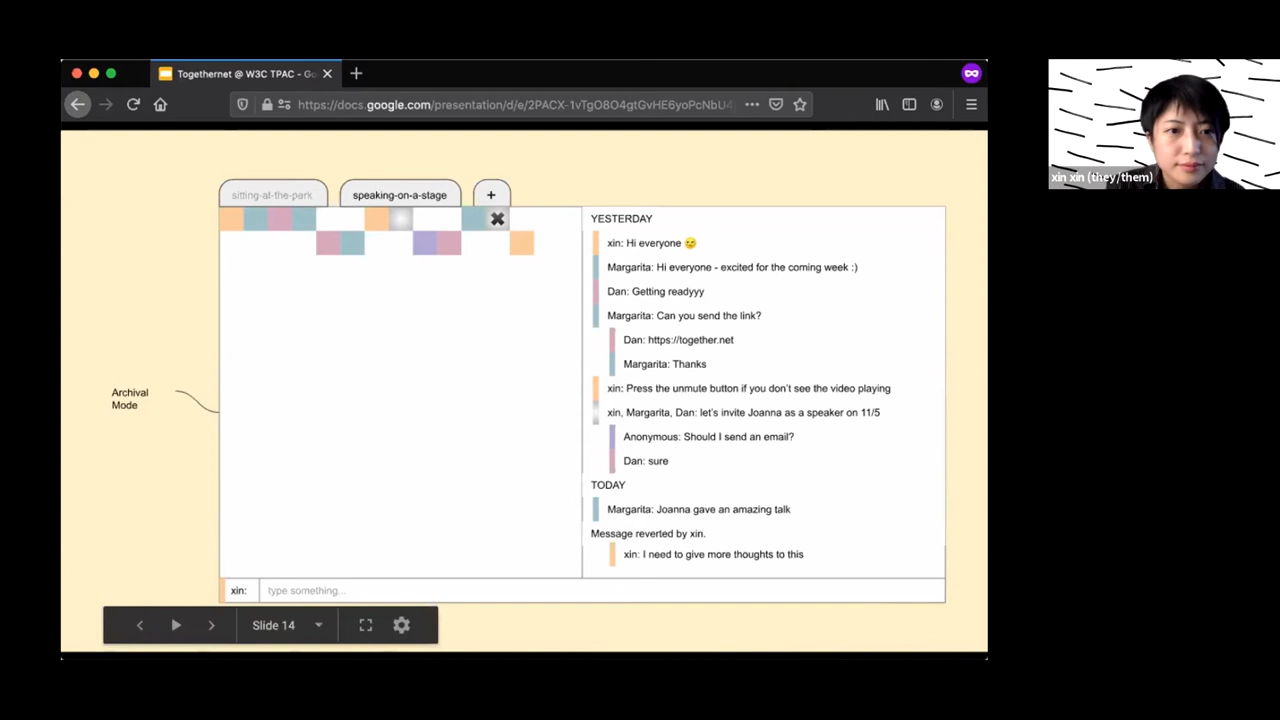 Togethernet @ W3C TPAC - Go
https://docs.google.com/presentation/d/e/2PACX-1vTgO8O4gtGvHE6yoPcNbU4
xin xin (they/them)
sitting-at-the-park
speaking-on-a-stage
+
YESTERDAY
xin: Hi everyone 😉
Margarita: Hi everyone - excited for the coming week :)
Dan: Getting readyyy
Margarita: Can you send the link?
Dan: https://together.net
Margarita: Thanks
Archival
Mode
xin: Press the unmute button if you don't see the video playing
xin, Margarita, Dan: let's invite Joanna as a speaker on 11/5
Anonymous: Should I send an email?
Dan: sure
TODAY
Margarita: Joanna gave an amazing talk
Message reverted by xin.
xin: I need to give more thoughts to this
xin:
type something...
Slide 14